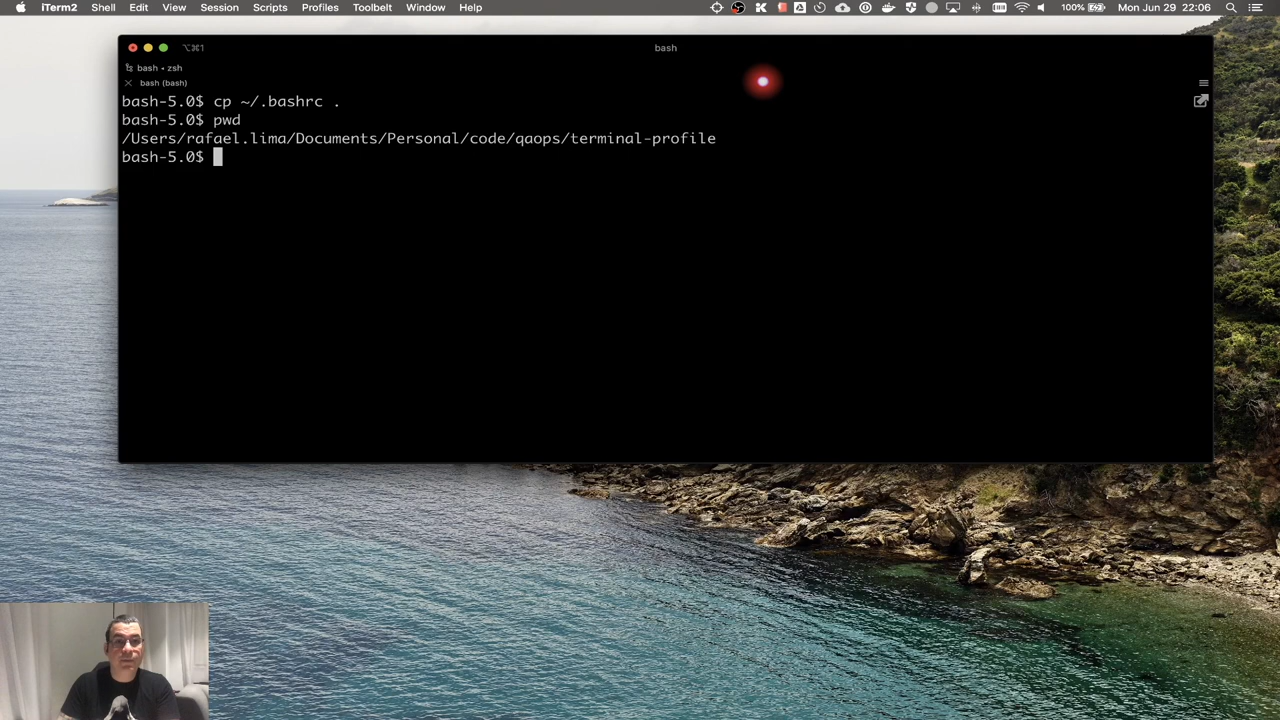 iTerm2 Shell Edit View Session Scripts Profiles Toolbelt Window Help 100% Mon Jun 29 22:06
⌥⌘1 bash
bash • zsh
bash (bash)
bash-5.0$ cp ~/.bashrc .
bash-5.0$ pwd
/Users/rafael.lima/Documents/Personal/code/qaops/terminal-profile
bash-5.0$